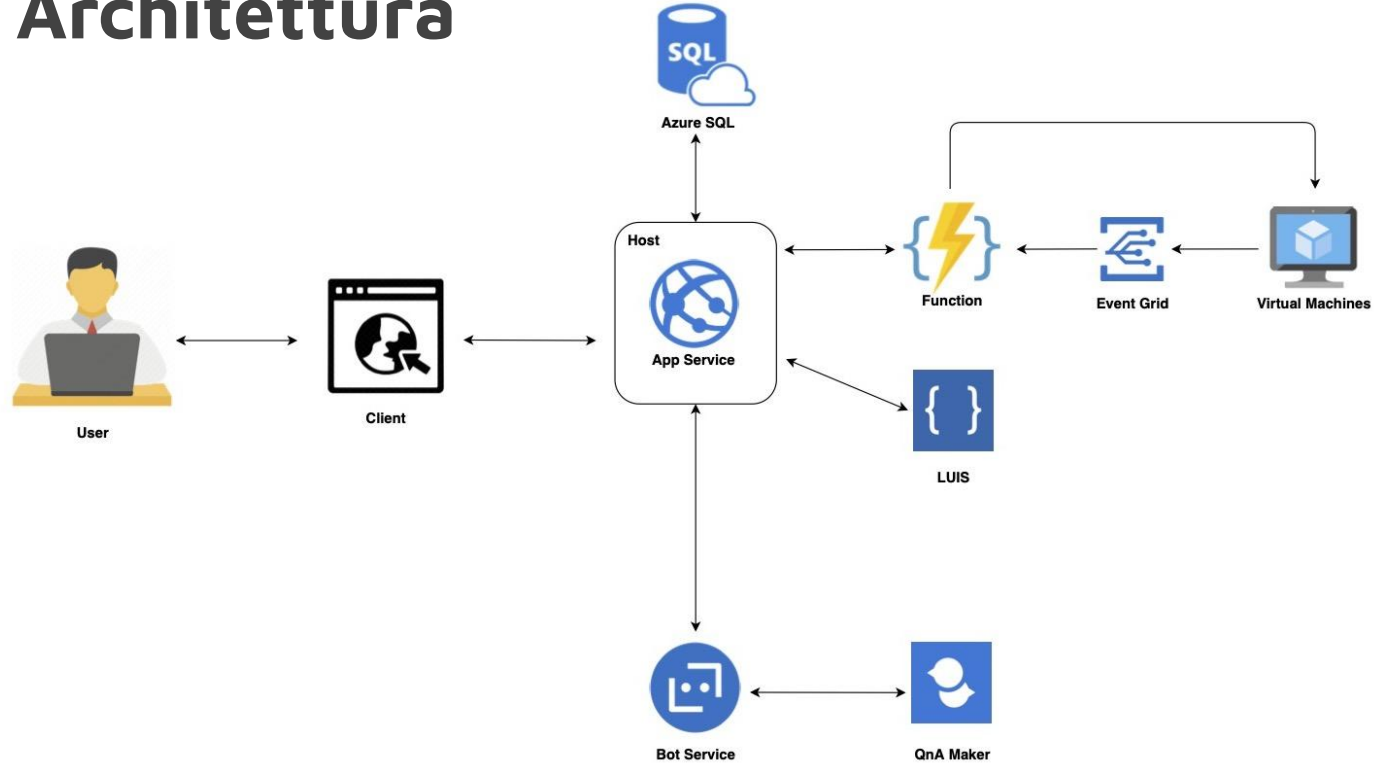 Architettura
SQL
Azure SQL
Host
App Service
User
Client
Function
Event Grid
Virtual Machines
{ }
LUIS
Bot Service
QnA Maker